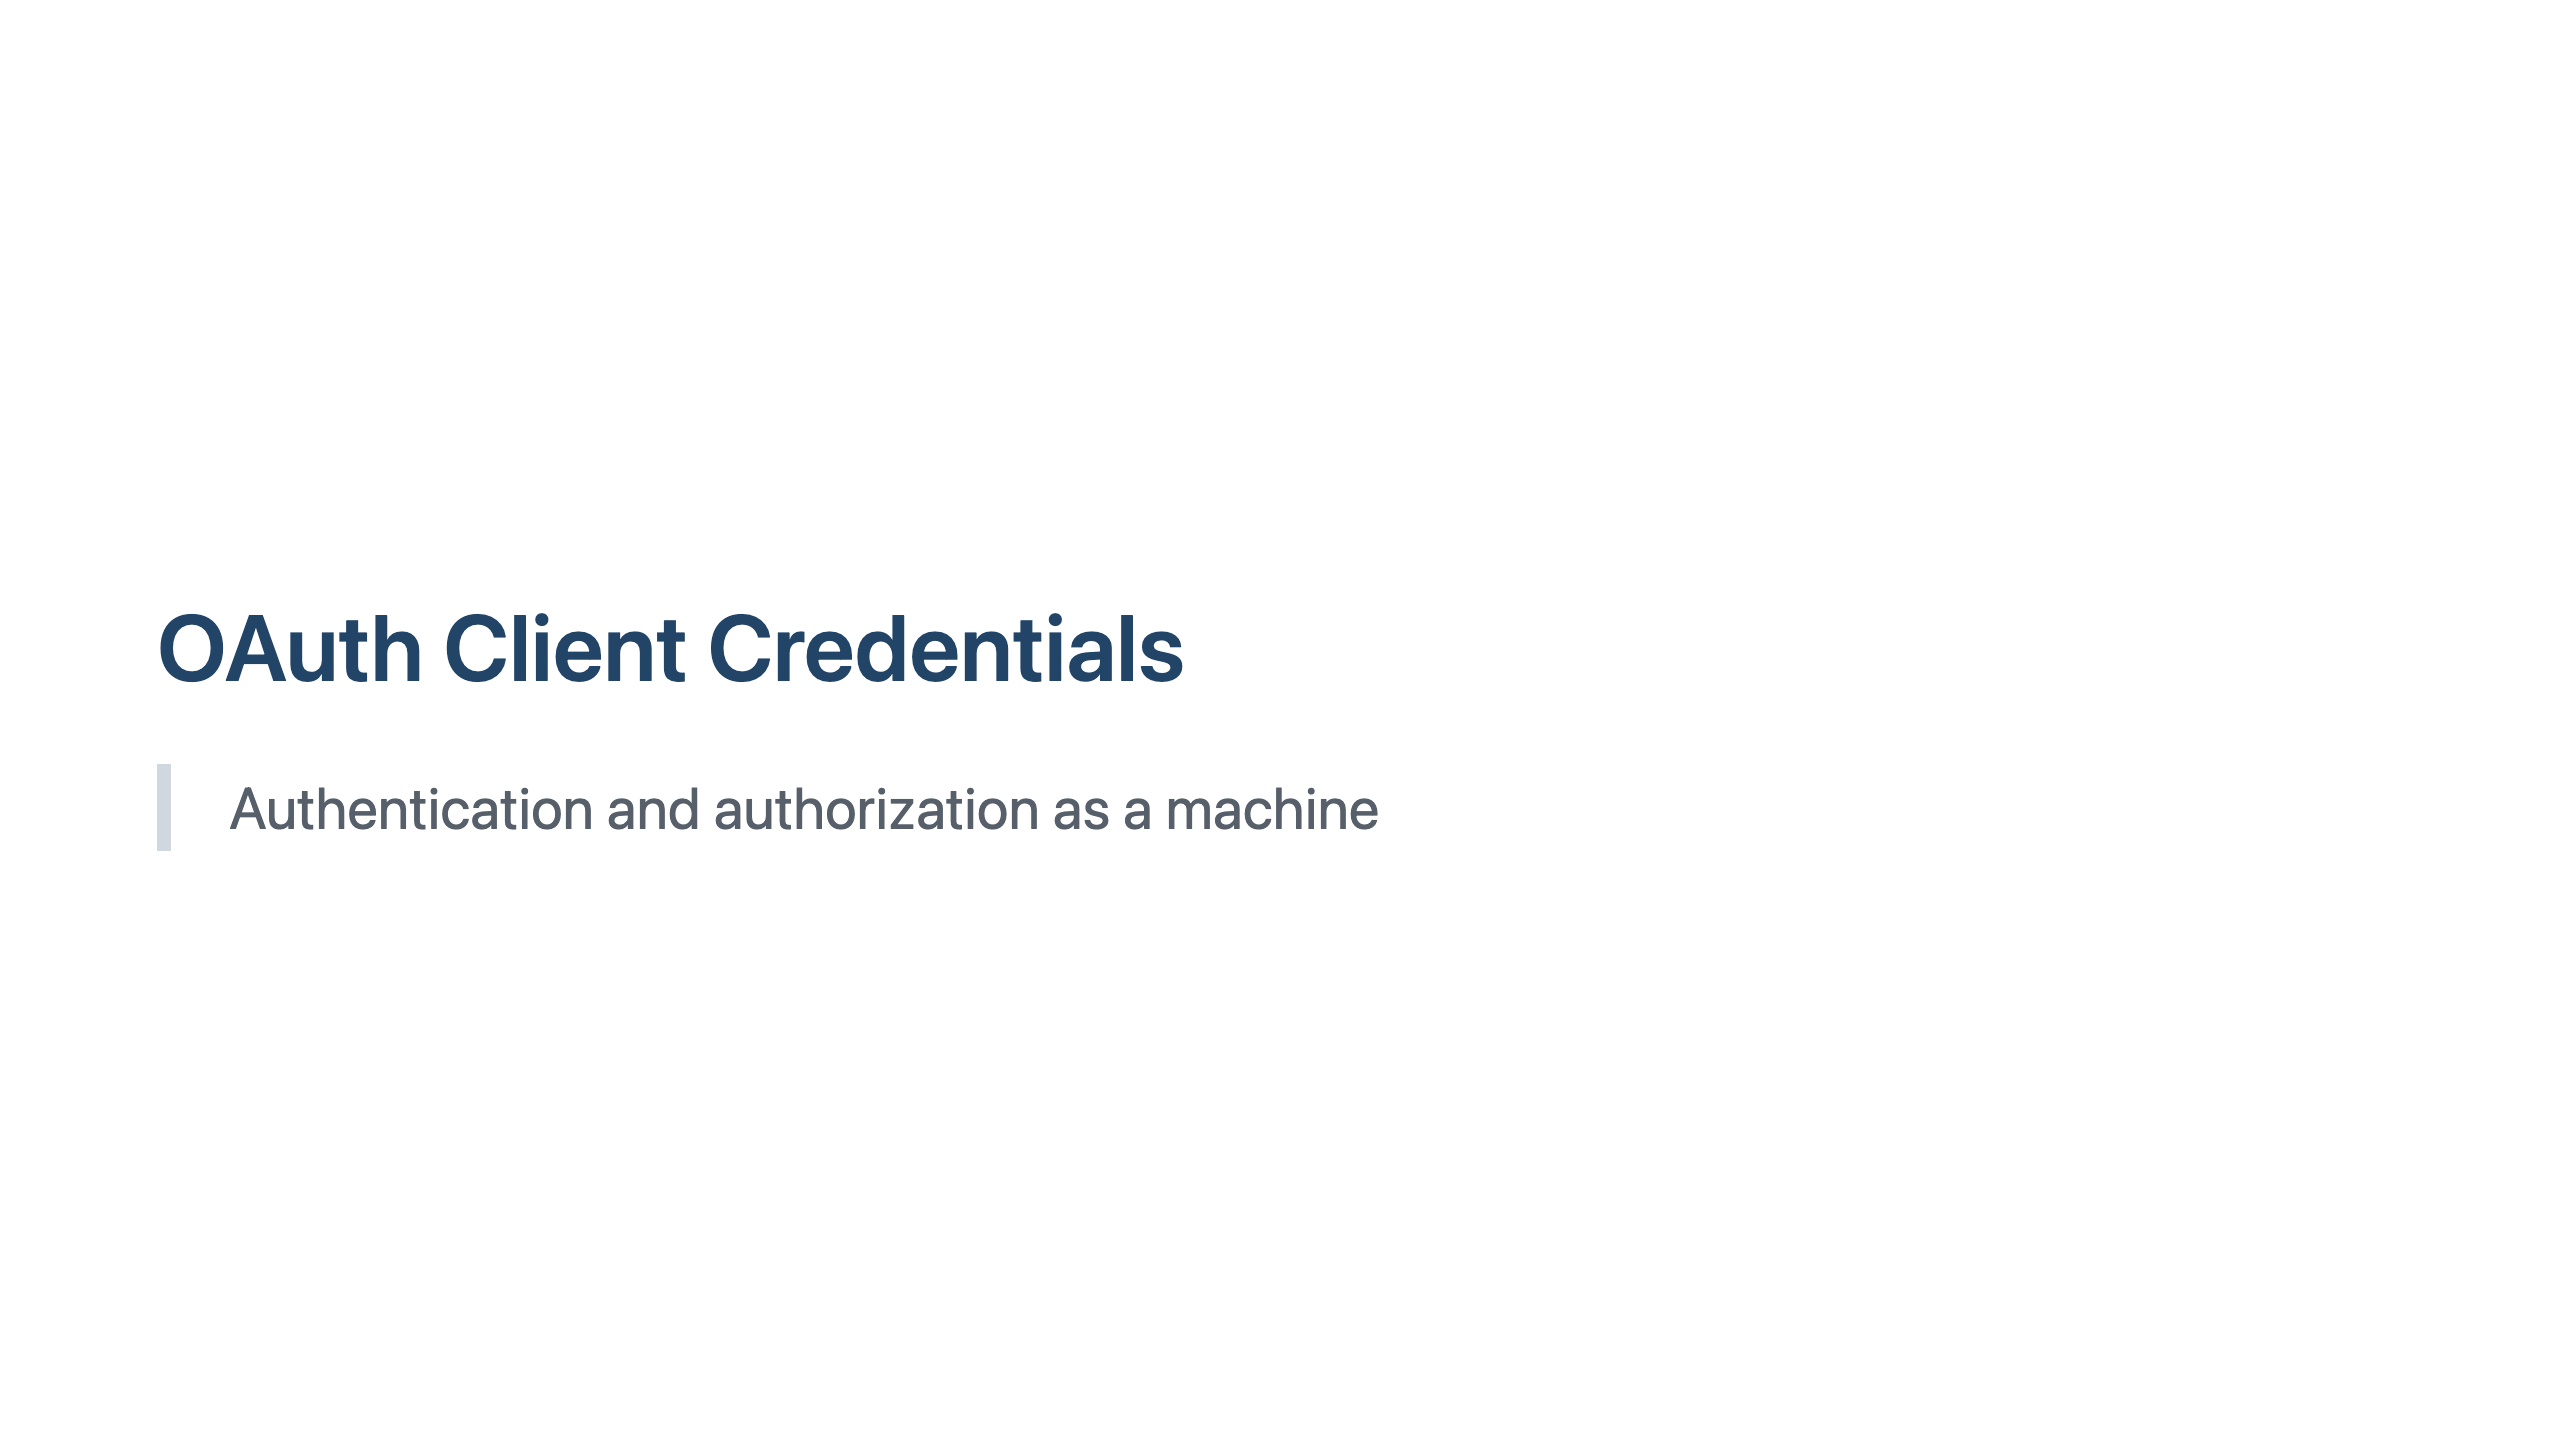 OAuth Client Credentials
Authentication and authorization as a machine